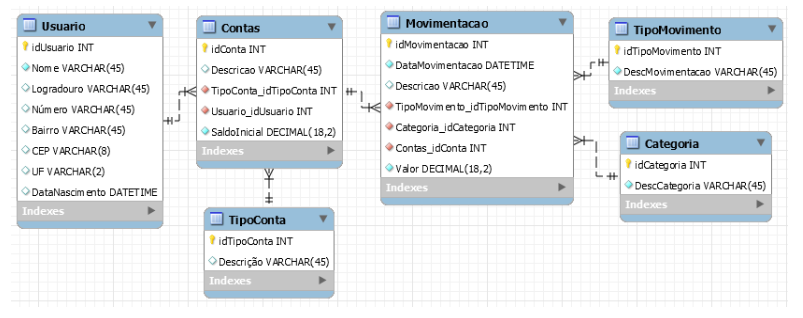 Usuario
idUsuario INT
Nome VARCHAR(45)
Logradouro VARCHAR(45)
Número VARCHAR(45)
Bairro VARCHAR(45)
CEP VARCHAR(8)
UF VARCHAR(2)
DataNascimento DATETIME
Indexes
Contas
idConta INT
Descricao VARCHAR(45)
TipoConta_idTipoConta INT
Usuario_idUsuario INT
SaldoInicial DECIMAL(18,2)
Indexes
TipoConta
idTipoConta INT
Descrição VARCHAR(45)
Indexes
Movimentacao
idMovimentacao INT
DataMovimentacao DATETIME
Descricao VARCHAR(45)
TipoMovimento_idTipoMovimento INT
Categoria_idCategoria INT
Contas_idConta INT
Valor DECIMAL(18,2)
Indexes
TipoMovimento
idTipoMovimento INT
DescMovimentacao VARCHAR(45)
Indexes
Categoria
idCategoria INT
DescCategoria VARCHAR(45)
Indexes